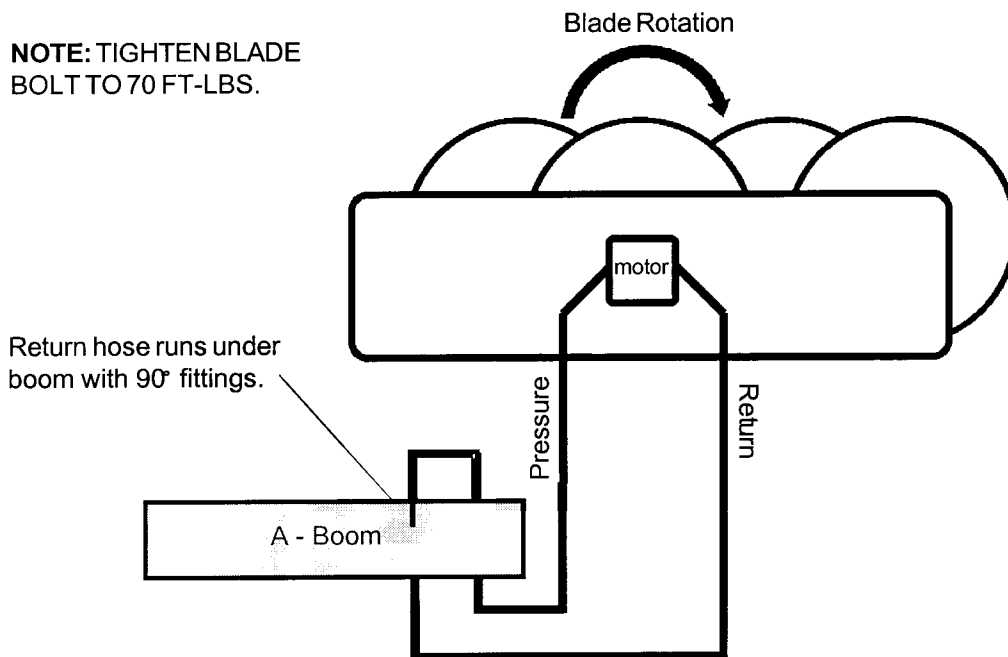 Blade Rotation
NOTE: TIGHTEN BLADE
BOLT TO 70 FT-LBS.
motor
Return hose runs under
boom with 90° fittings.
Pressure
Return
A - Boom